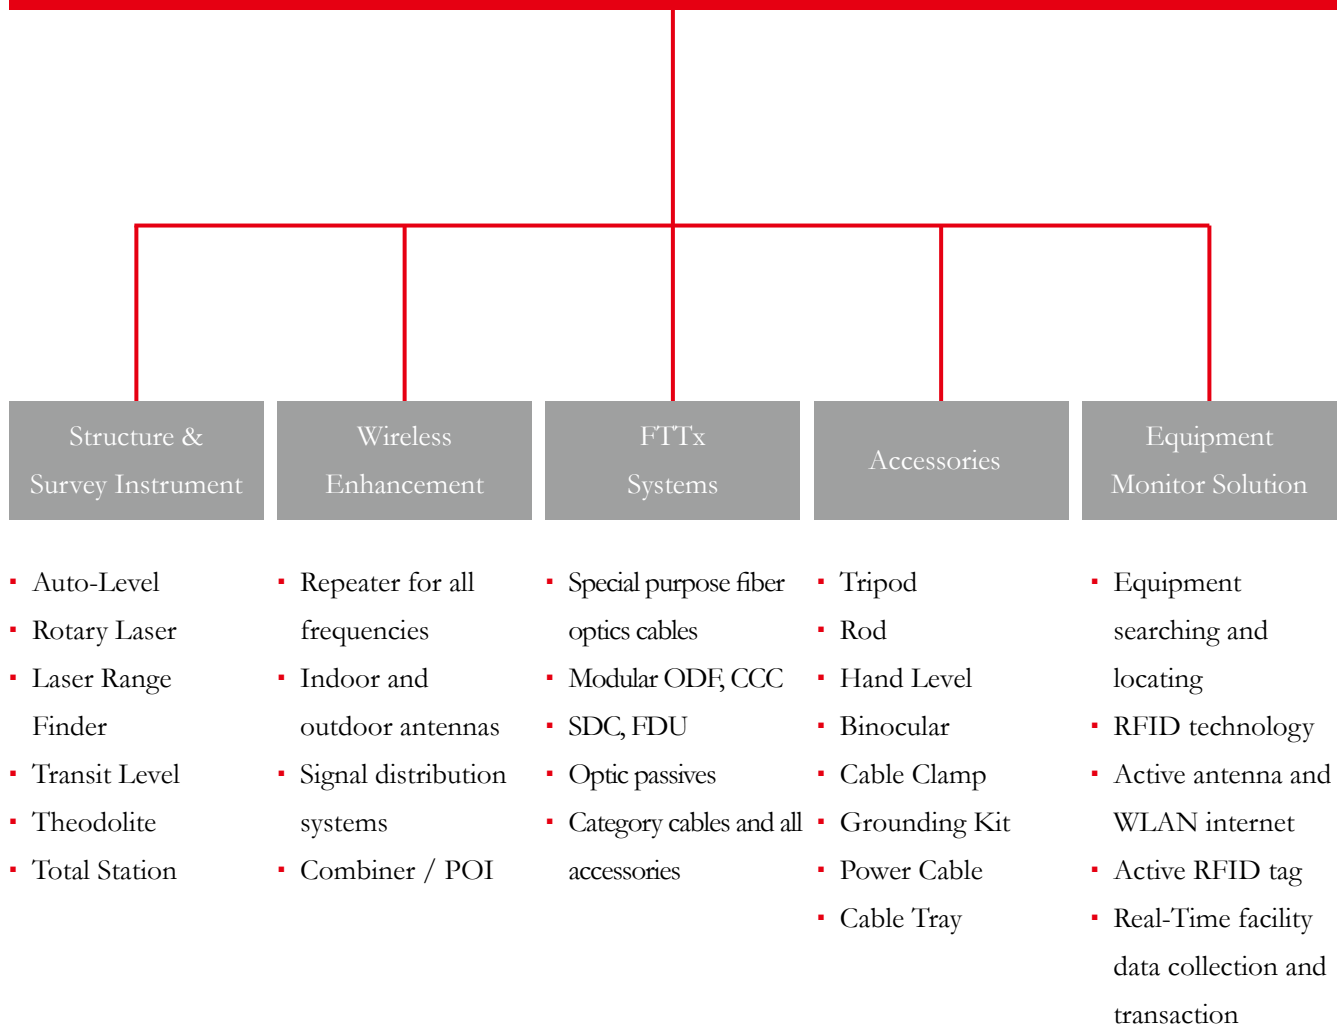 Structure &
Survey Instrument
Wireless
Enhancement
FTTx
Systems
Accessories
Equipment
Monitor Solution
▪ Auto-Level
▪ Rotary Laser
▪ Laser Range
Finder
▪ Transit Level
▪ Theodolite
▪ Total Station
▪ Repeater for all
frequencies
▪ Indoor and
outdoor antennas
▪ Signal distribution
systems
▪ Combiner / POI
▪ Special purpose fiber
optics cables
▪ Modular ODF, CCC
▪ SDC, FDU
▪ Optic passives
▪ Category cables and all
accessories
▪ Tripod
▪ Rod
▪ Hand Level
▪ Binocular
▪ Cable Clamp
▪ Grounding Kit
▪ Power Cable
▪ Cable Tray
▪ Equipment
searching and
locating
▪ RFID technology
▪ Active antenna and
WLAN internet
▪ Active RFID tag
▪ Real-Time facility
data collection and
transaction